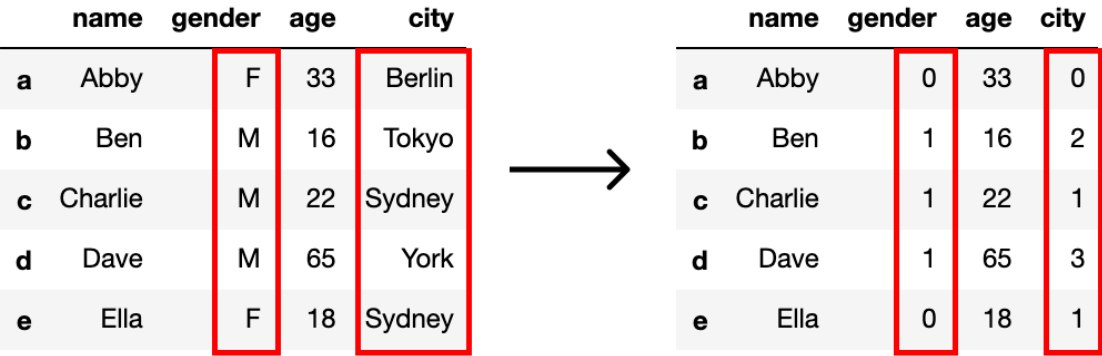 name gender age city
a Abby F 33 Berlin
b Ben M 16 Tokyo
c Charlie M 22 Sydney
d Dave M 65 York
e Ella F 18 Sydney
name gender age city
a Abby 0 33 0
b Ben 1 16 2
c Charlie 1 22 1
d Dave 1 65 3
e Ella 0 18 1